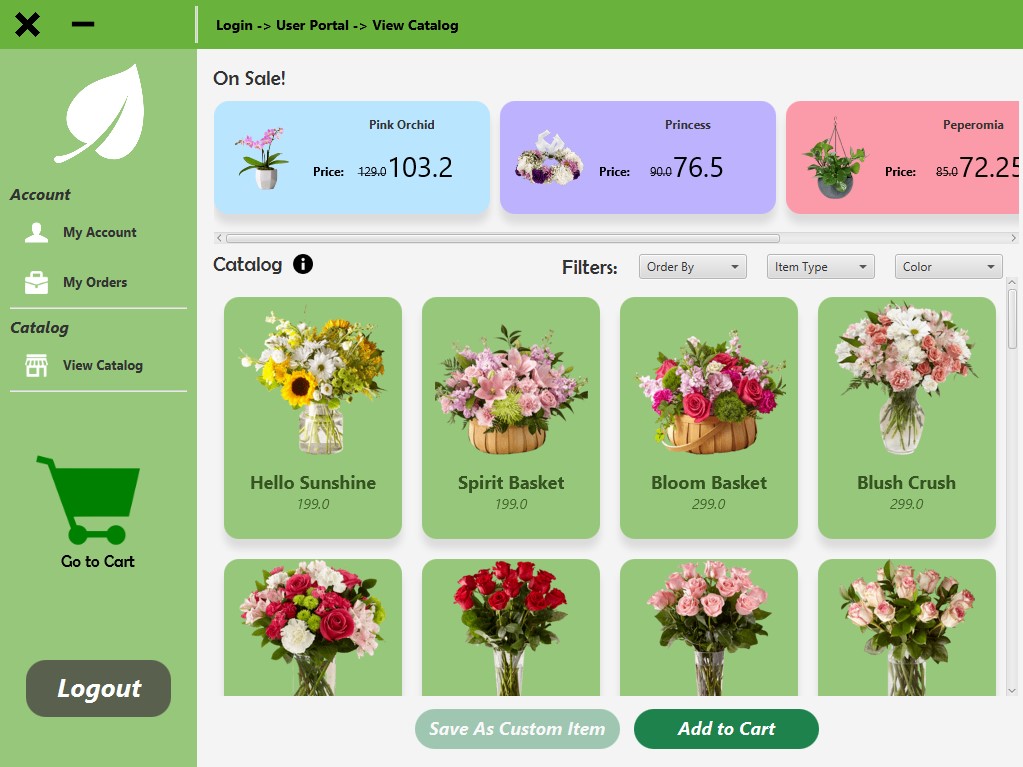 Login -> User Portal -> View Catalog
On Sale!
Pink Orchid
Price: 129.0 103.2
Princess
Price: 90.0 76.5
Peperomia
Price: 85.0 72.25
Account
My Account
My Orders
Catalog
View Catalog
Go to Cart
Logout
Catalog
Filters: Order By Item Type Color
Hello Sunshine
199.0
Spirit Basket
199.0
Bloom Basket
299.0
Blush Crush
299.0
Save As Custom Item
Add to Cart